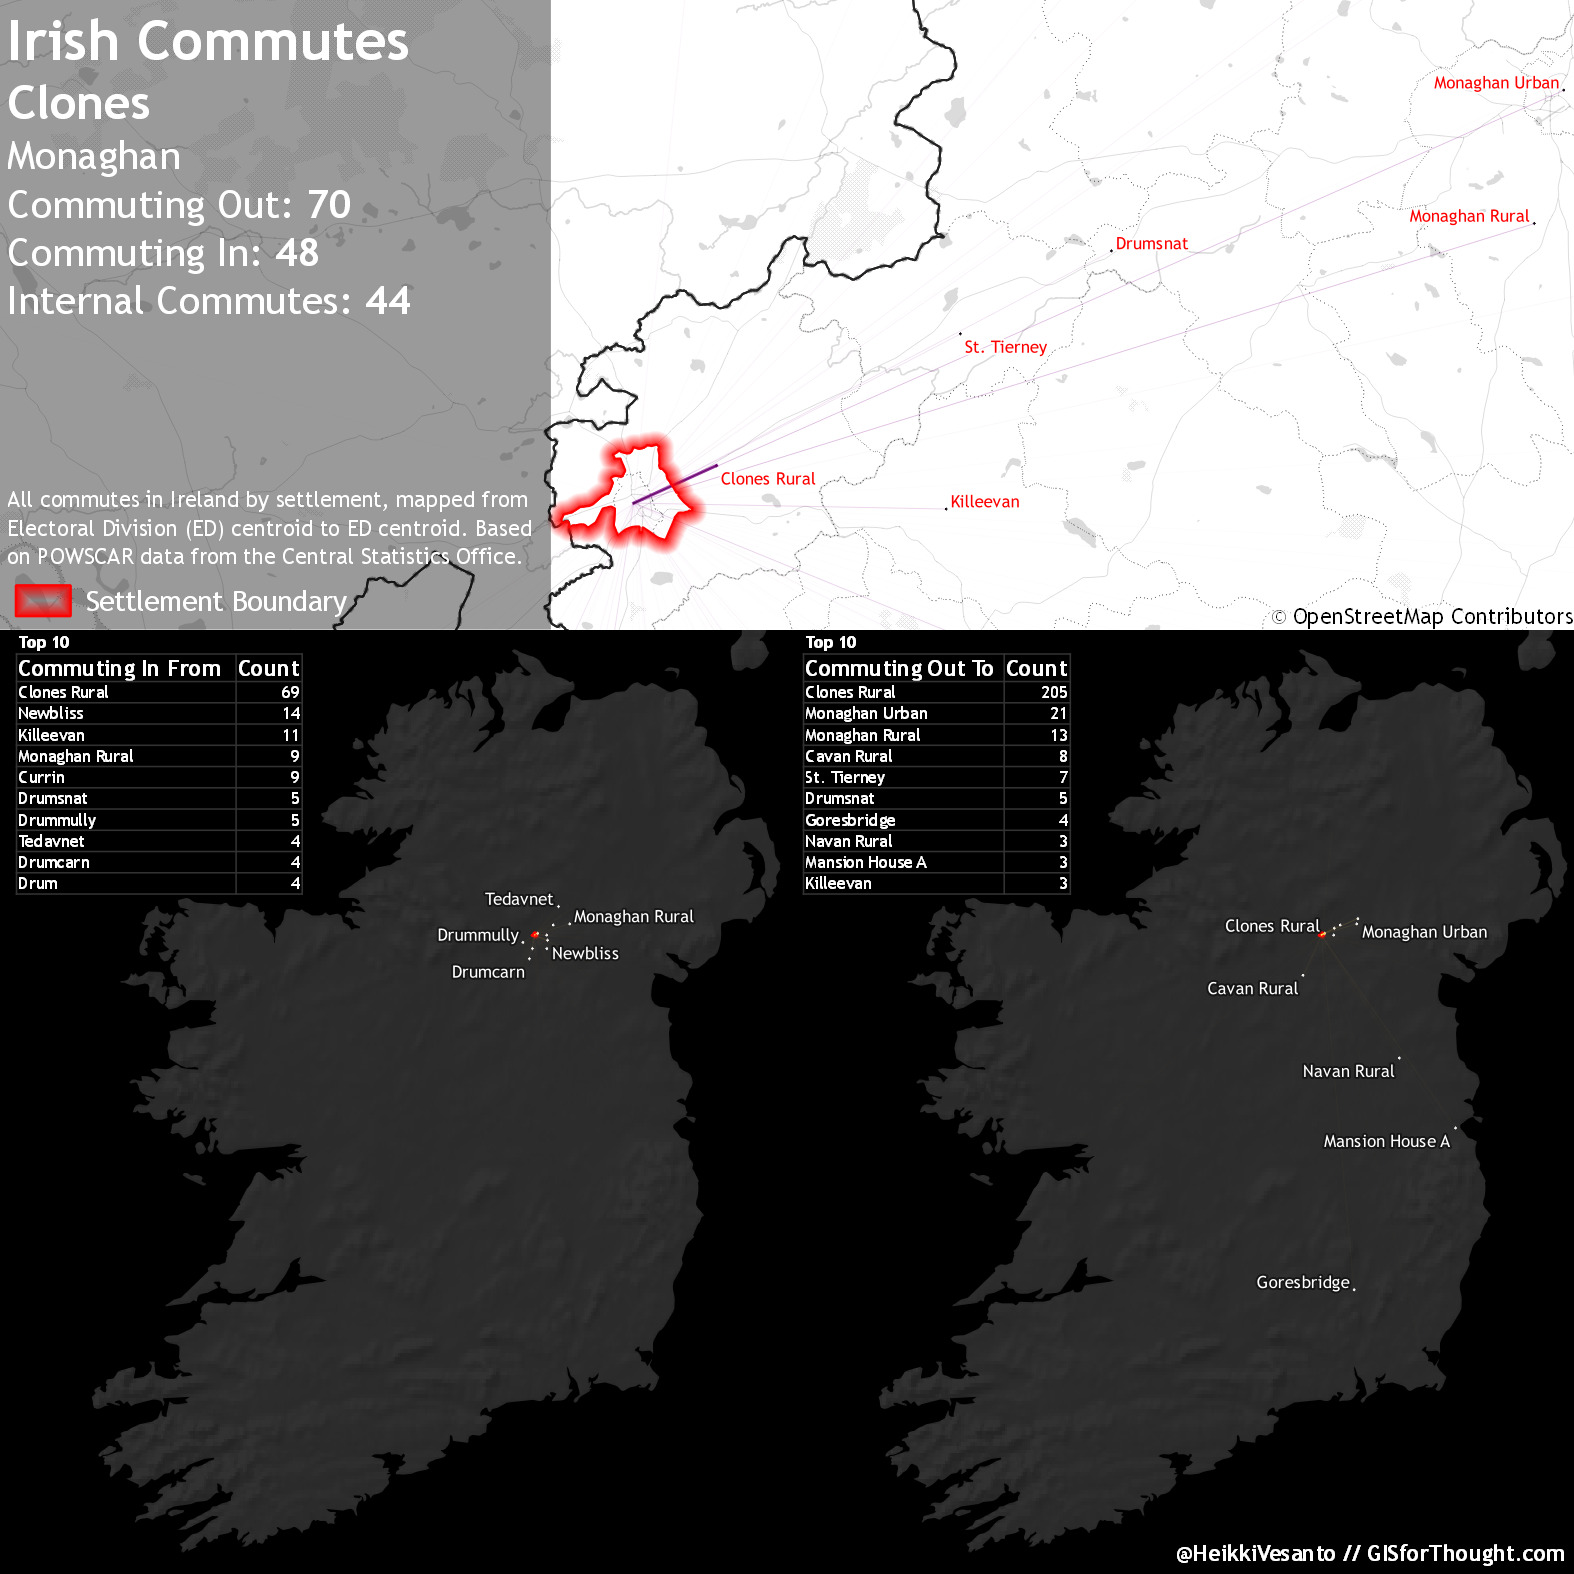 Irish Commutes
Clones
Monaghan
Commuting Out: 70
Commuting In: 48
Internal Commutes: 44
All commutes in Ireland by settlement, mapped from
Electoral Division (ED) centroid to ED centroid. Based
on POWSCAR data from the Central Statistics Office.
Settlement Boundary
Monaghan Urban
Monaghan Rural
Drumsnat
St. Tierney
Clones Rural
Killeevan
© OpenStreetMap Contributors
Top 10
Commuting In From Count
Clones Rural 69
Newbliss 14
Killeevan 11
Monaghan Rural 9
Currin 9
Drumsnat 5
Drummully 5
Tedavnet 4
Drumcarn 4
Drum 4
Tedavnet
Monaghan Rural
Drummully
Newbliss
Drumcarn
Top 10
Commuting Out To Count
Clones Rural 205
Monaghan Urban 21
Monaghan Rural 13
Cavan Rural 8
St. Tierney 7
Drumsnat 5
Goresbridge 4
Navan Rural 3
Mansion House A 3
Killeevan 3
Clones Rural
Monaghan Urban
Cavan Rural
Navan Rural
Mansion House A
Goresbridge
@HeikkiVesanto // GISforThought.com